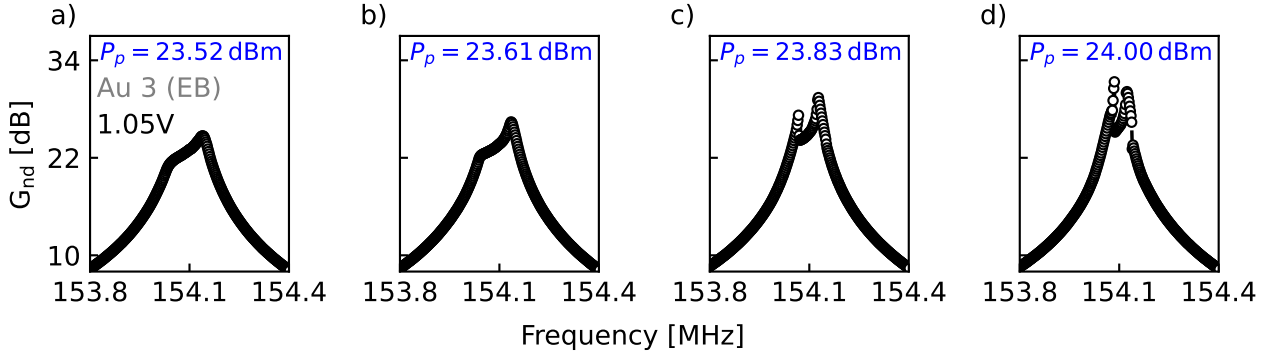 a) b) c) d)
P_p = 23.52 dBm P_p = 23.61 dBm P_p = 23.83 dBm P_p = 24.00 dBm
34
Au 3 (EB)
1.05V
22
10
G_nd [dB]
153.8 154.1 154.4 153.8 154.1 154.4 153.8 154.1 154.4 153.8 154.1 154.4
Frequency [MHz]